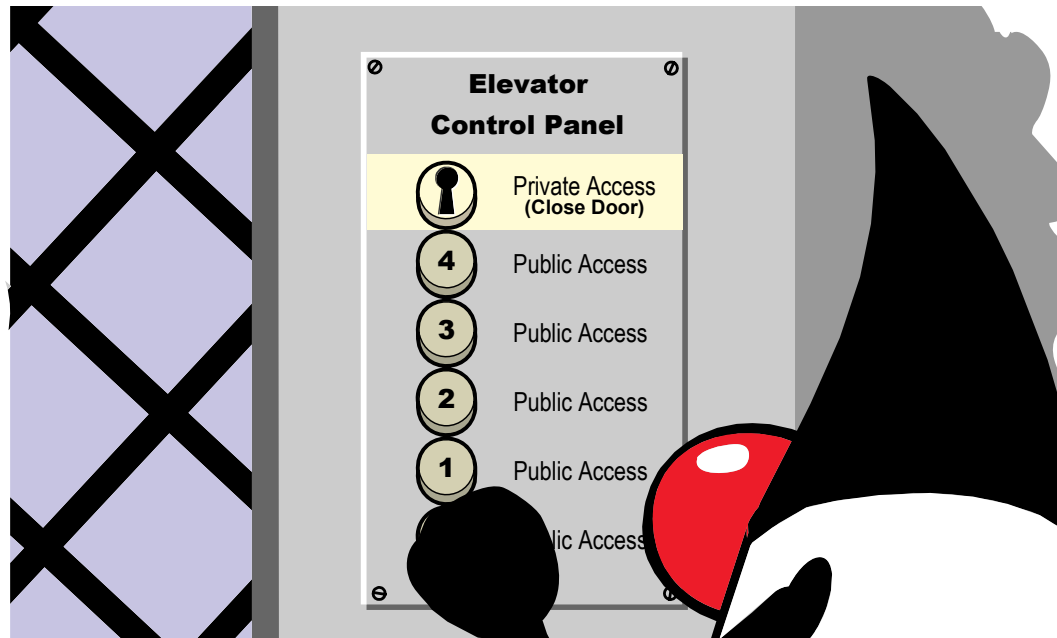 Elevator
Control Panel
Private Access
(Close Door)
4 Public Access
3 Public Access
2 Public Access
1 Public Access
Access